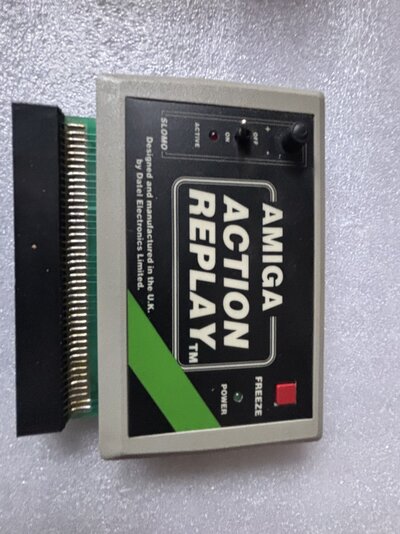 SLOMO
+
-
OFF
ON
ACTIVE
AMIGA
ACTION
REPLAY TM
FREEZE
POWER
Designed and manufactured in the U.K.
by Datel Electronics Limited.